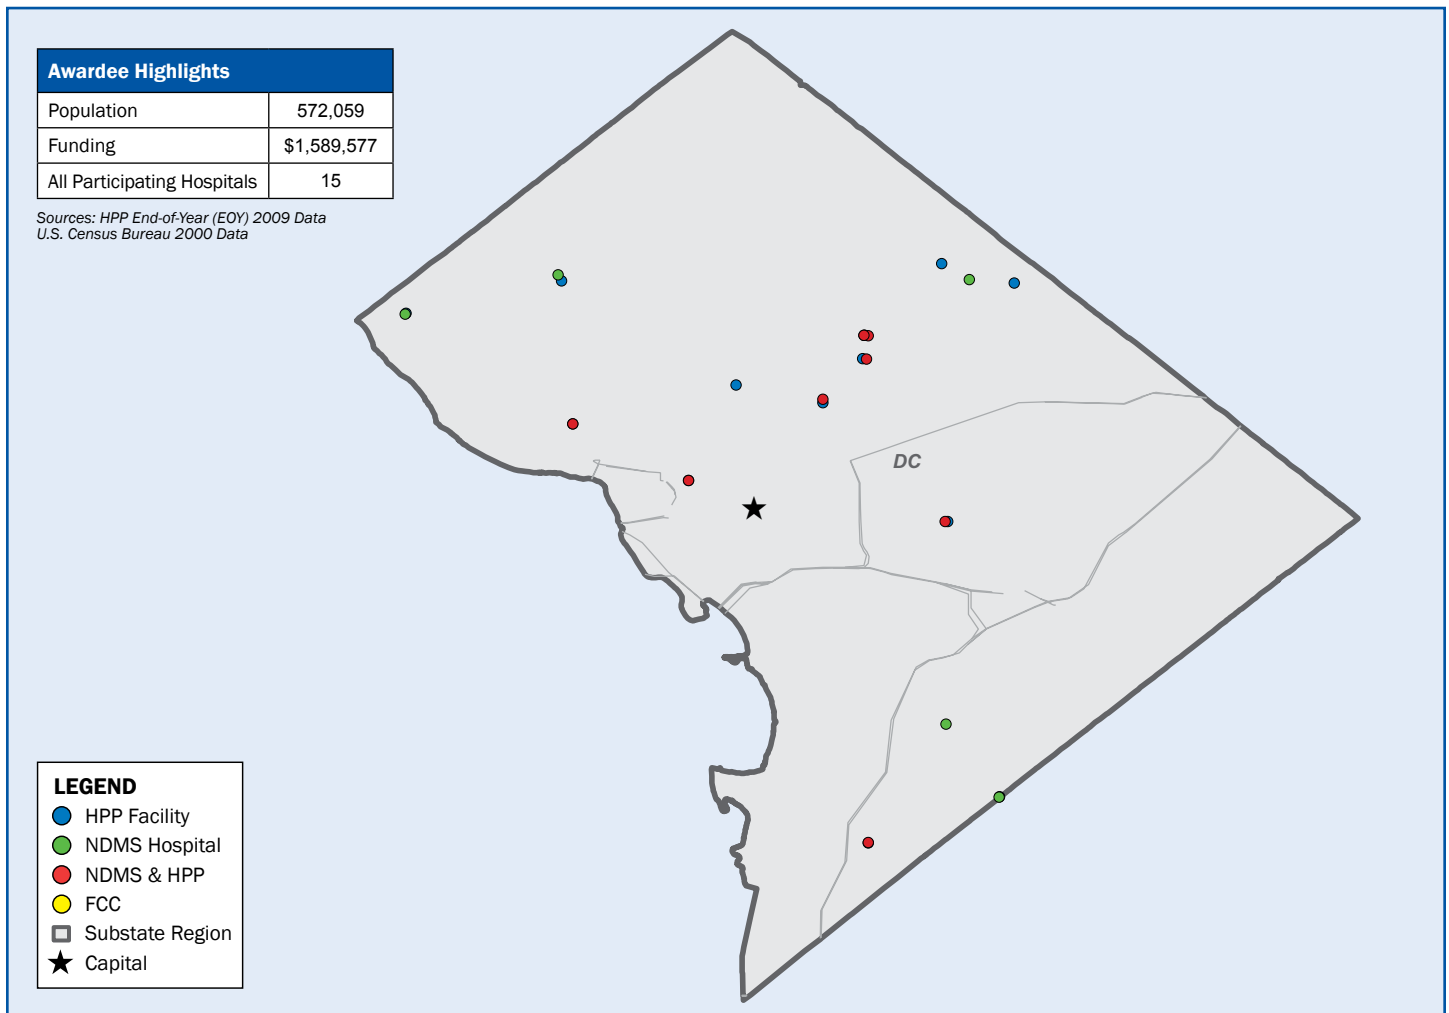 Awardee Highlights
Population 572,059
Funding $1,589,577
All Participating Hospitals 15
Sources: HPP End-of-Year (EOY) 2009 Data
U.S. Census Bureau 2000 Data
DC
LEGEND
HPP Facility
NDMS Hospital
NDMS & HPP
FCC
Substate Region
Capital